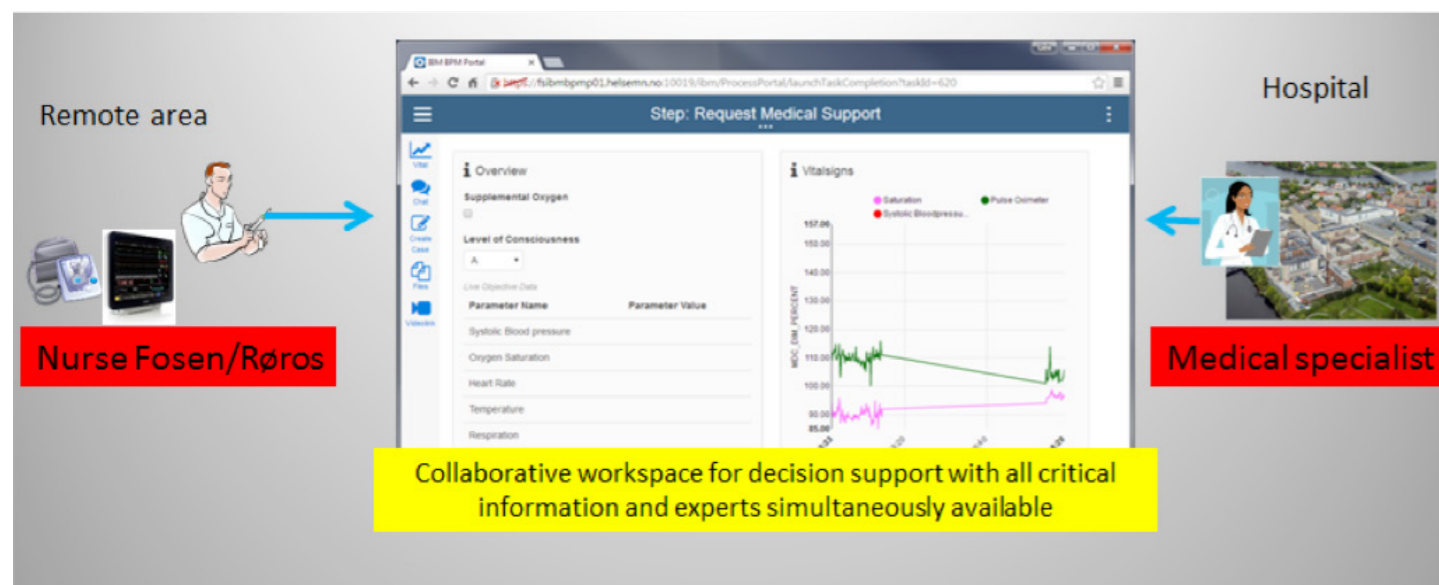 IBM BPM Portal
https://fsibmbpmp01.helsemn.no:10019/ibm/ProcessPortal/launchTaskCompletion?taskId=620
Remote area
Hospital
Step: Request Medical Support
Vital
Chat
Create
Case
Files
Overview
Supplemental Oxygen
Level of Consciousness
A
Live Objective Data
Parameter Name Parameter Value
Systolic Blood pressure
Oxygen Saturation
Heart Rate
Temperature
Respiration
Vitalsigns
Saturation Pulse Oximeter
Systolic Bloodpressu...
MDC_DIM_PERCENT
157.00
150.00
140.00
130.00
120.00
110.00
100.00
90.00
85.00
Nurse Fosen/Røros
Medical specialist
Collaborative workspace for decision support with all critical
information and experts simultaneously available